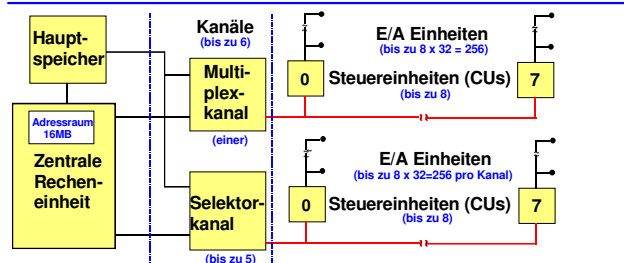 Haupt-
speicher
Adressraum
16MB
Zentrale
Rechen-
einheit
Kanäle
(bis zu 6)
Multi-
plex-
kanal
(einer)
Selektor-
kanal
(bis zu 5)
E/A Einheiten
(bis zu 8 x 32 = 256)
0
Steuereinheiten (CUs)
7
(bis zu 8)
E/A Einheiten
(bis zu 8 x 32=256 pro Kanal)
0
Steuereinheiten (CUs)
7
(bis zu 8)